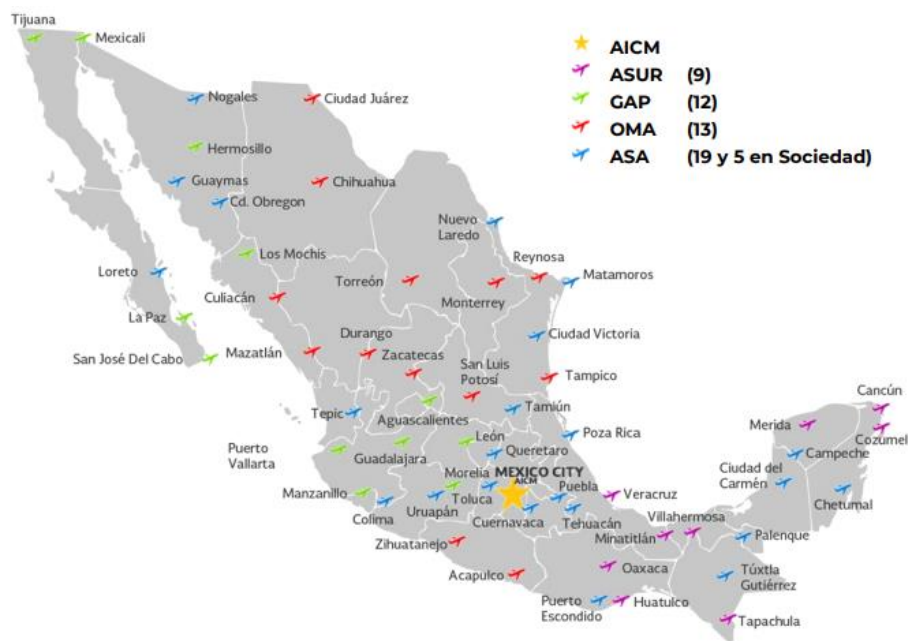 Tijuana
Mexicali
AICM
ASUR (9)
GAP (12)
OMA (13)
ASA (19 y 5 en Sociedad)
Nogales
Ciudad Juárez
Hermosillo
Guaymas
Chihuahua
Cd. Obregon
Nuevo
Laredo
Los Mochis
Reynosa
Loreto
Torreón
Matamoros
Culiacán
Monterrey
La Paz
Durango
Ciudad Victoria
San José Del Cabo
Mazatlán
Zacatecas
San Luis
Potosí
Tampico
Tepic
Aguascalientes
Tamiún
Cancún
Merida
Poza Rica
Puerto
Vallarta
Guadalajara
León
Queretaro
Cozumel
Campeche
Morelia
MEXICO CITY
AICM
Ciudad del
Carmén
Manzanillo
Toluca
Puebla
Veracruz
Chetumal
Colima
Uruapán
Cuernavaca
Tehuacán
Villahermosa
Zihuatanejo
Minatitlán
Palenque
Acapulco
Oaxaca
Túxtla
Gutiérrez
Puerto
Escondido
Huatulco
Tapachula